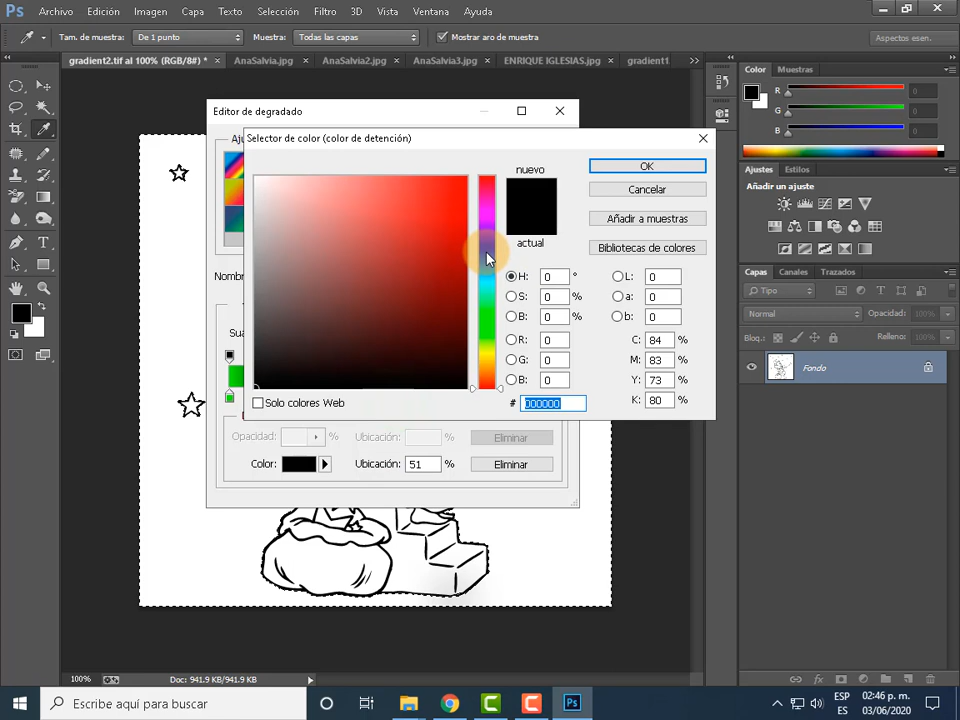 Ps Archivo Edición Imagen Capa Texto Selección Filtro 3D Vista Ventana Ayuda
Tam. de muestra: De 1 punto Muestra: Todas las capas Mostrar aro de muestra Aspectos esen.
gradient2.tif al 100% (RGB/8#) * × AnaSalvia.jpg × AnaSalvia2.jpg × AnaSalvia3.jpg × ENRIQUE IGLESIAS.jpg × gradient1
Color Muestras
R 0
G 0
B 0
Editor de degradado
Selector de color (color de detención)
nuevo
actual
OK
Cancelar
Añadir a muestras
Bibliotecas de colores
H: 0 ° L: 0
S: 0 % a: 0
B: 0 % b: 0
R: 0 C: 84 %
G: 0 M: 83 %
B: 0 Y: 73 %
K: 80 %
# 000000
Solo colores Web
Opacidad: % Ubicación: % Eliminar
Color: Ubicación: 51 % Eliminar
Ajustes Estilos
Añadir un ajuste
Capas Canales Trazados
Tipo
Normal Opacidad: 100%
Bloq.: Relleno: 100%
Fondo
fx
100% Doc: 941.9 KB/941.9 KB
Escribe aquí para buscar
Ps
ESP
ES
02:46 p. m.
03/06/2020